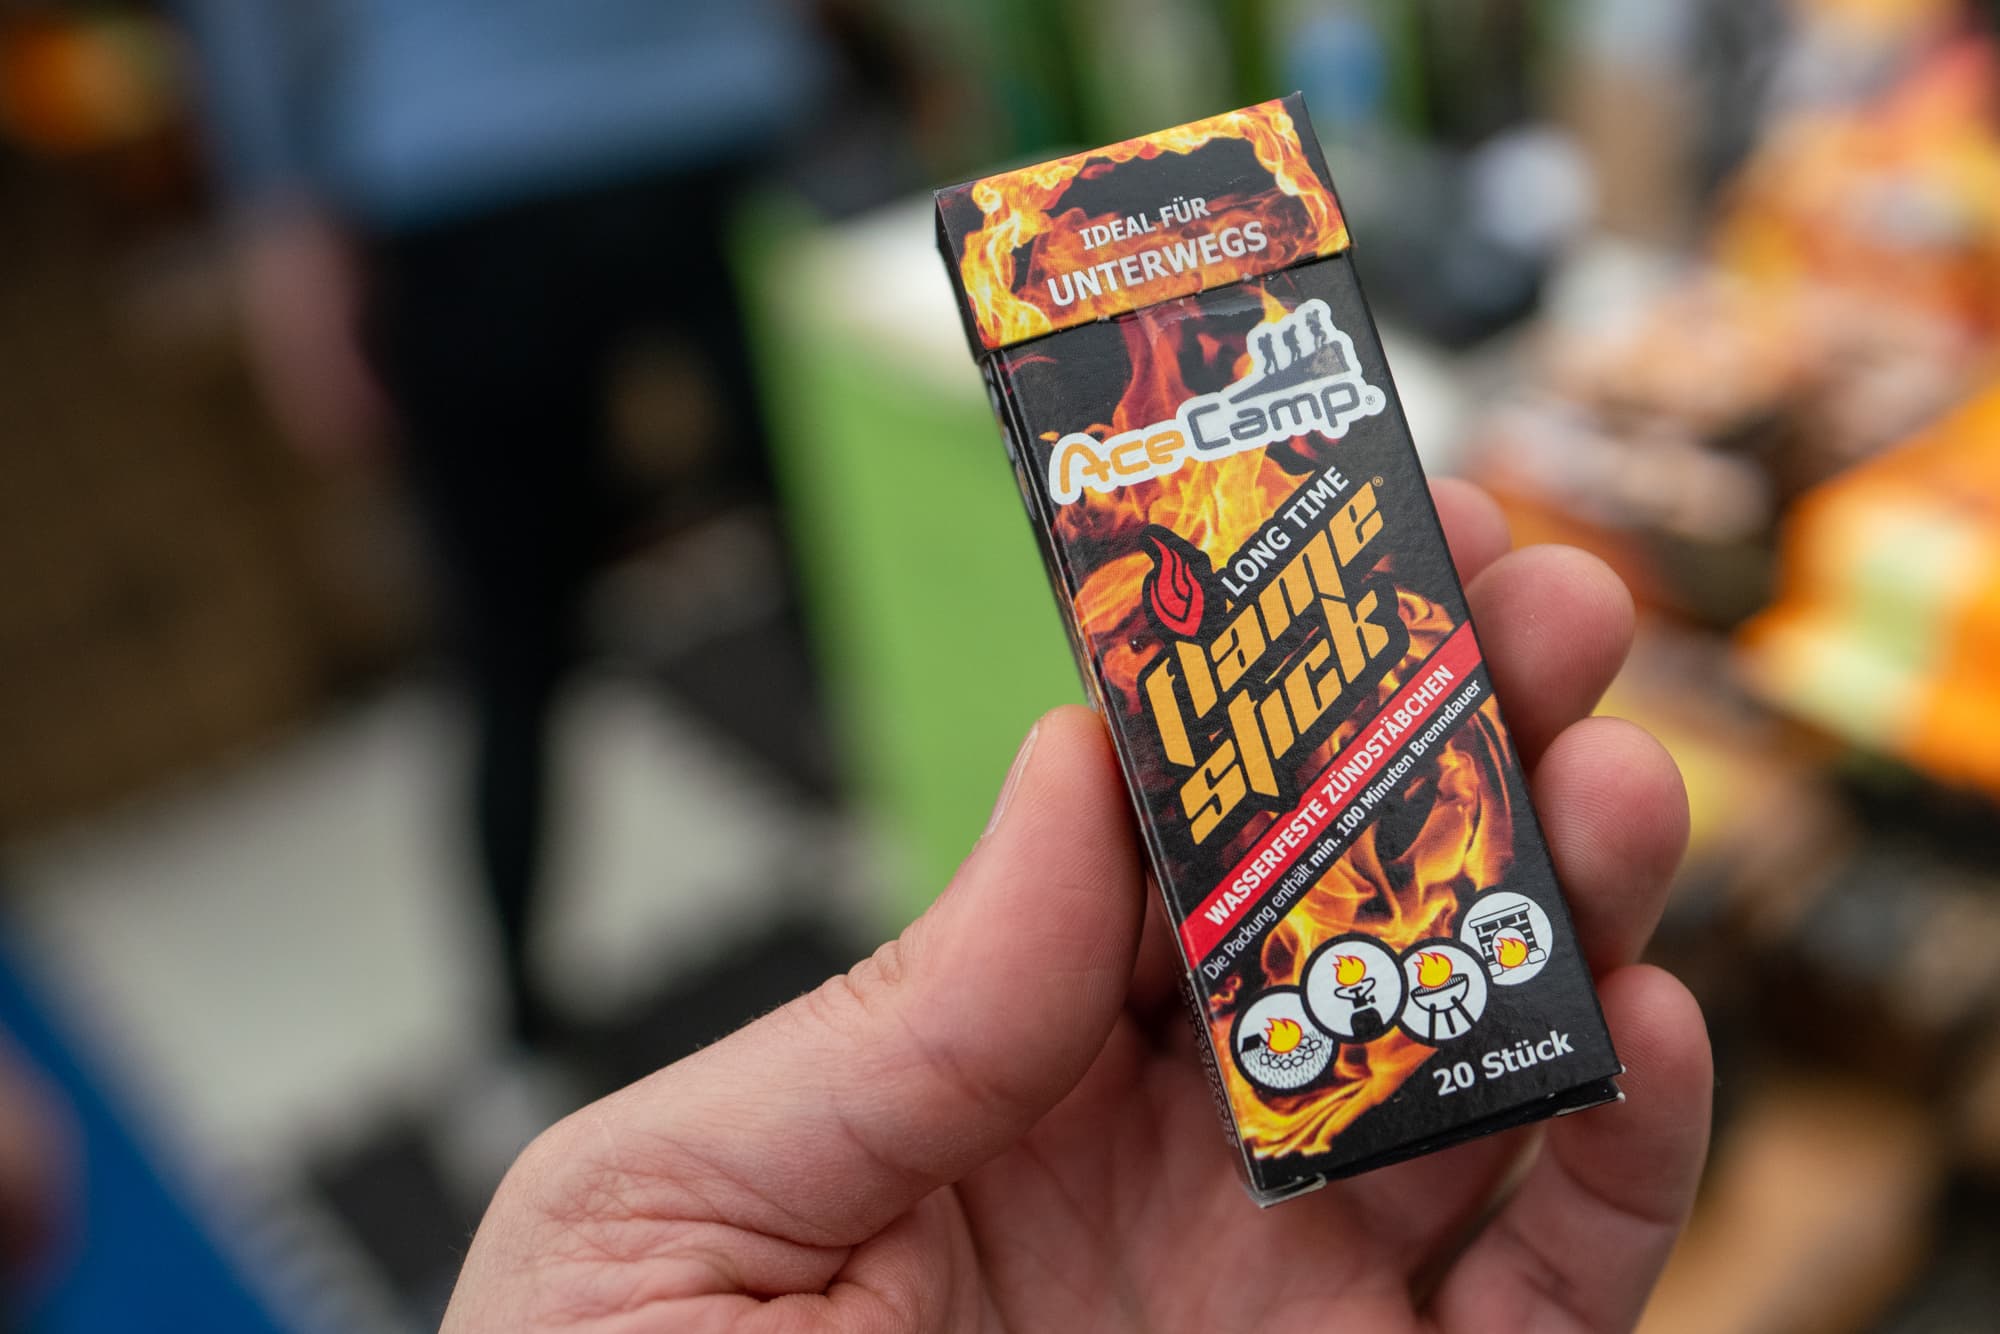 IDEAL FÜR
UNTERWEGS
AceCamp®
LONG TIME
flame®
stick
WASSERFESTE ZÜNDSTÄBCHEN
Die Packung enthält min. 100 Minuten Brenndauer
20 Stück